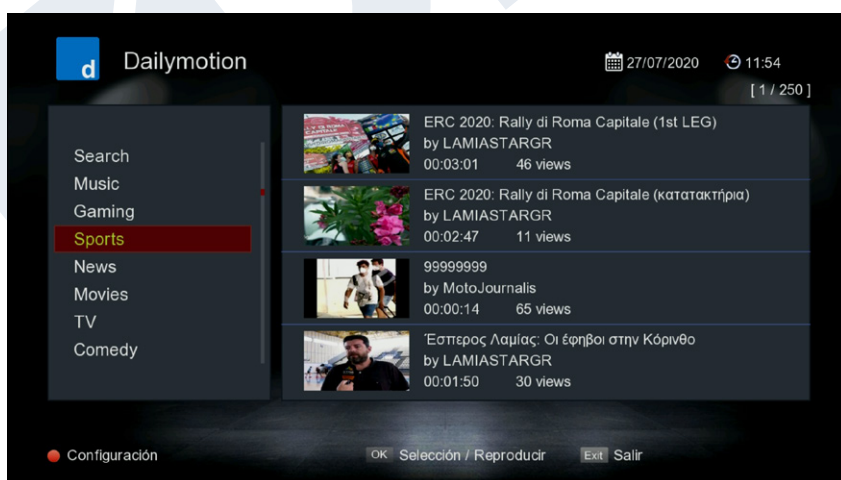 d Dailymotion
27/07/2020 11:54
[ 1 / 250 ]
Search
Music
Gaming
Sports
News
Movies
TV
Comedy
ERC 2020: Rally di Roma Capitale (1st LEG)
by LAMIASTARGR
00:03:01 46 views
ERC 2020: Rally di Roma Capitale (κατατακτήρια)
by LAMIASTARGR
00:02:47 11 views
99999999
by MotoJournalis
00:00:14 65 views
Έσπερος Λαμίας: Οι έφηβοι στην Κόρινθο
by LAMIASTARGR
00:01:50 30 views
Configuración
OK Selección / Reproducir
Exit Salir